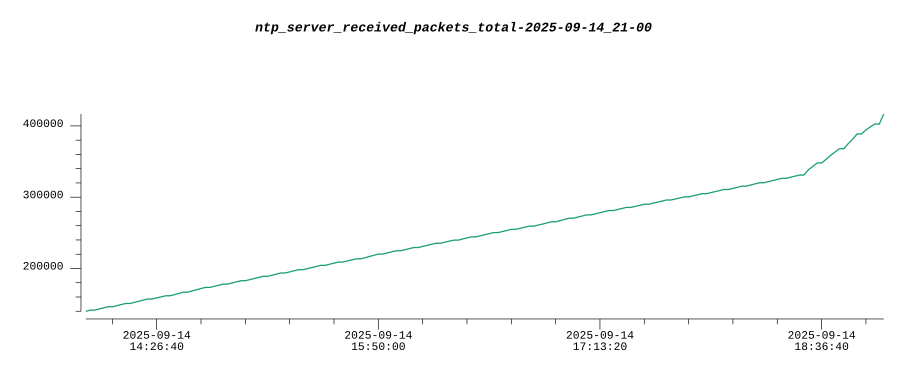 ntp_server_received_packets_total-2025-09-14_21-00
400000
300000
200000
2025-09-14 2025-09-14 2025-09-14 2025-09-14
14:26:40 15:50:00 17:13:20 18:36:40